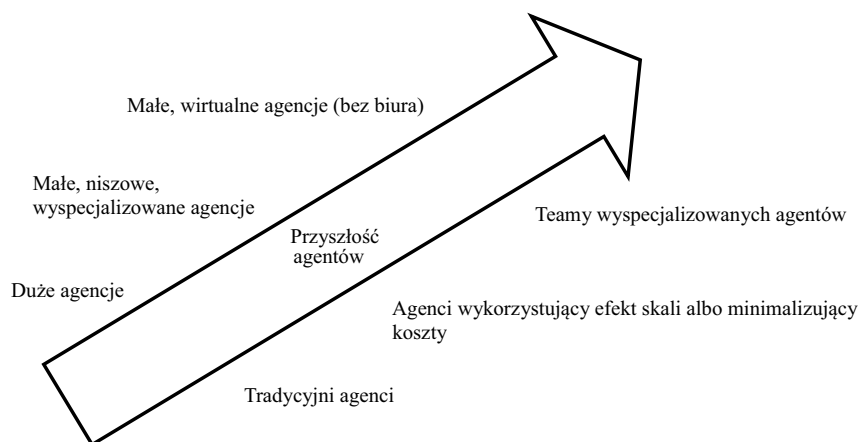 Małe, wirtualne agencje (bez biura)
Małe, niszowe,
wyspecjalizowane agencje
Teamy wyspecjalizowanych agentów
Przyszłość
agentów
Duże agencje
Agenci wykorzystujący efekt skali albo minimalizujący
koszty
Tradycyjni agenci